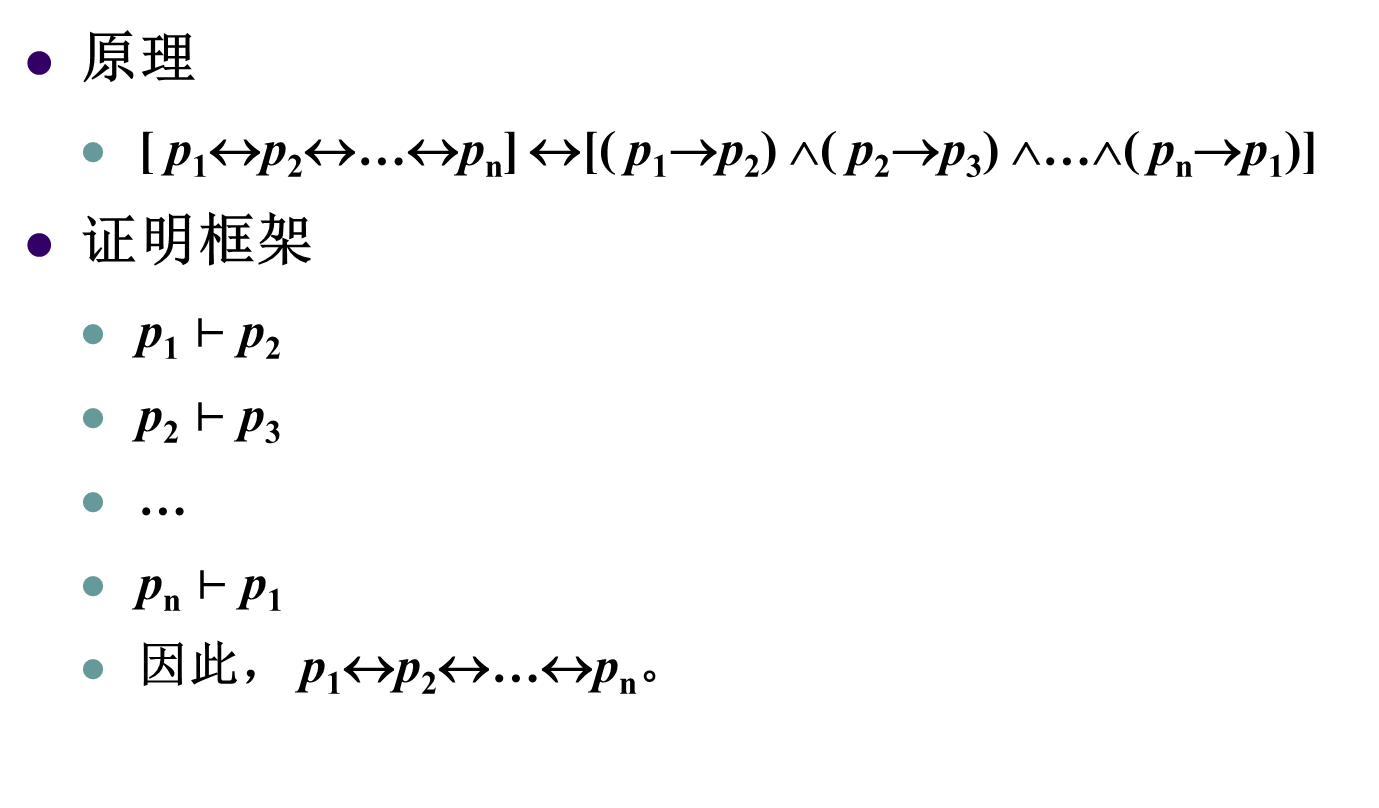 ● 原理
● [ p₁↔p₂↔…↔pₙ] ↔[( p₁→p₂) ∧( p₂→p₃) ∧…∧( pₙ→p₁)]
● 证明框架
● p₁ ⊢ p₂
● p₂ ⊢ p₃
● …
● pₙ ⊢ p₁
● 因此， p₁↔p₂↔…↔pₙ。